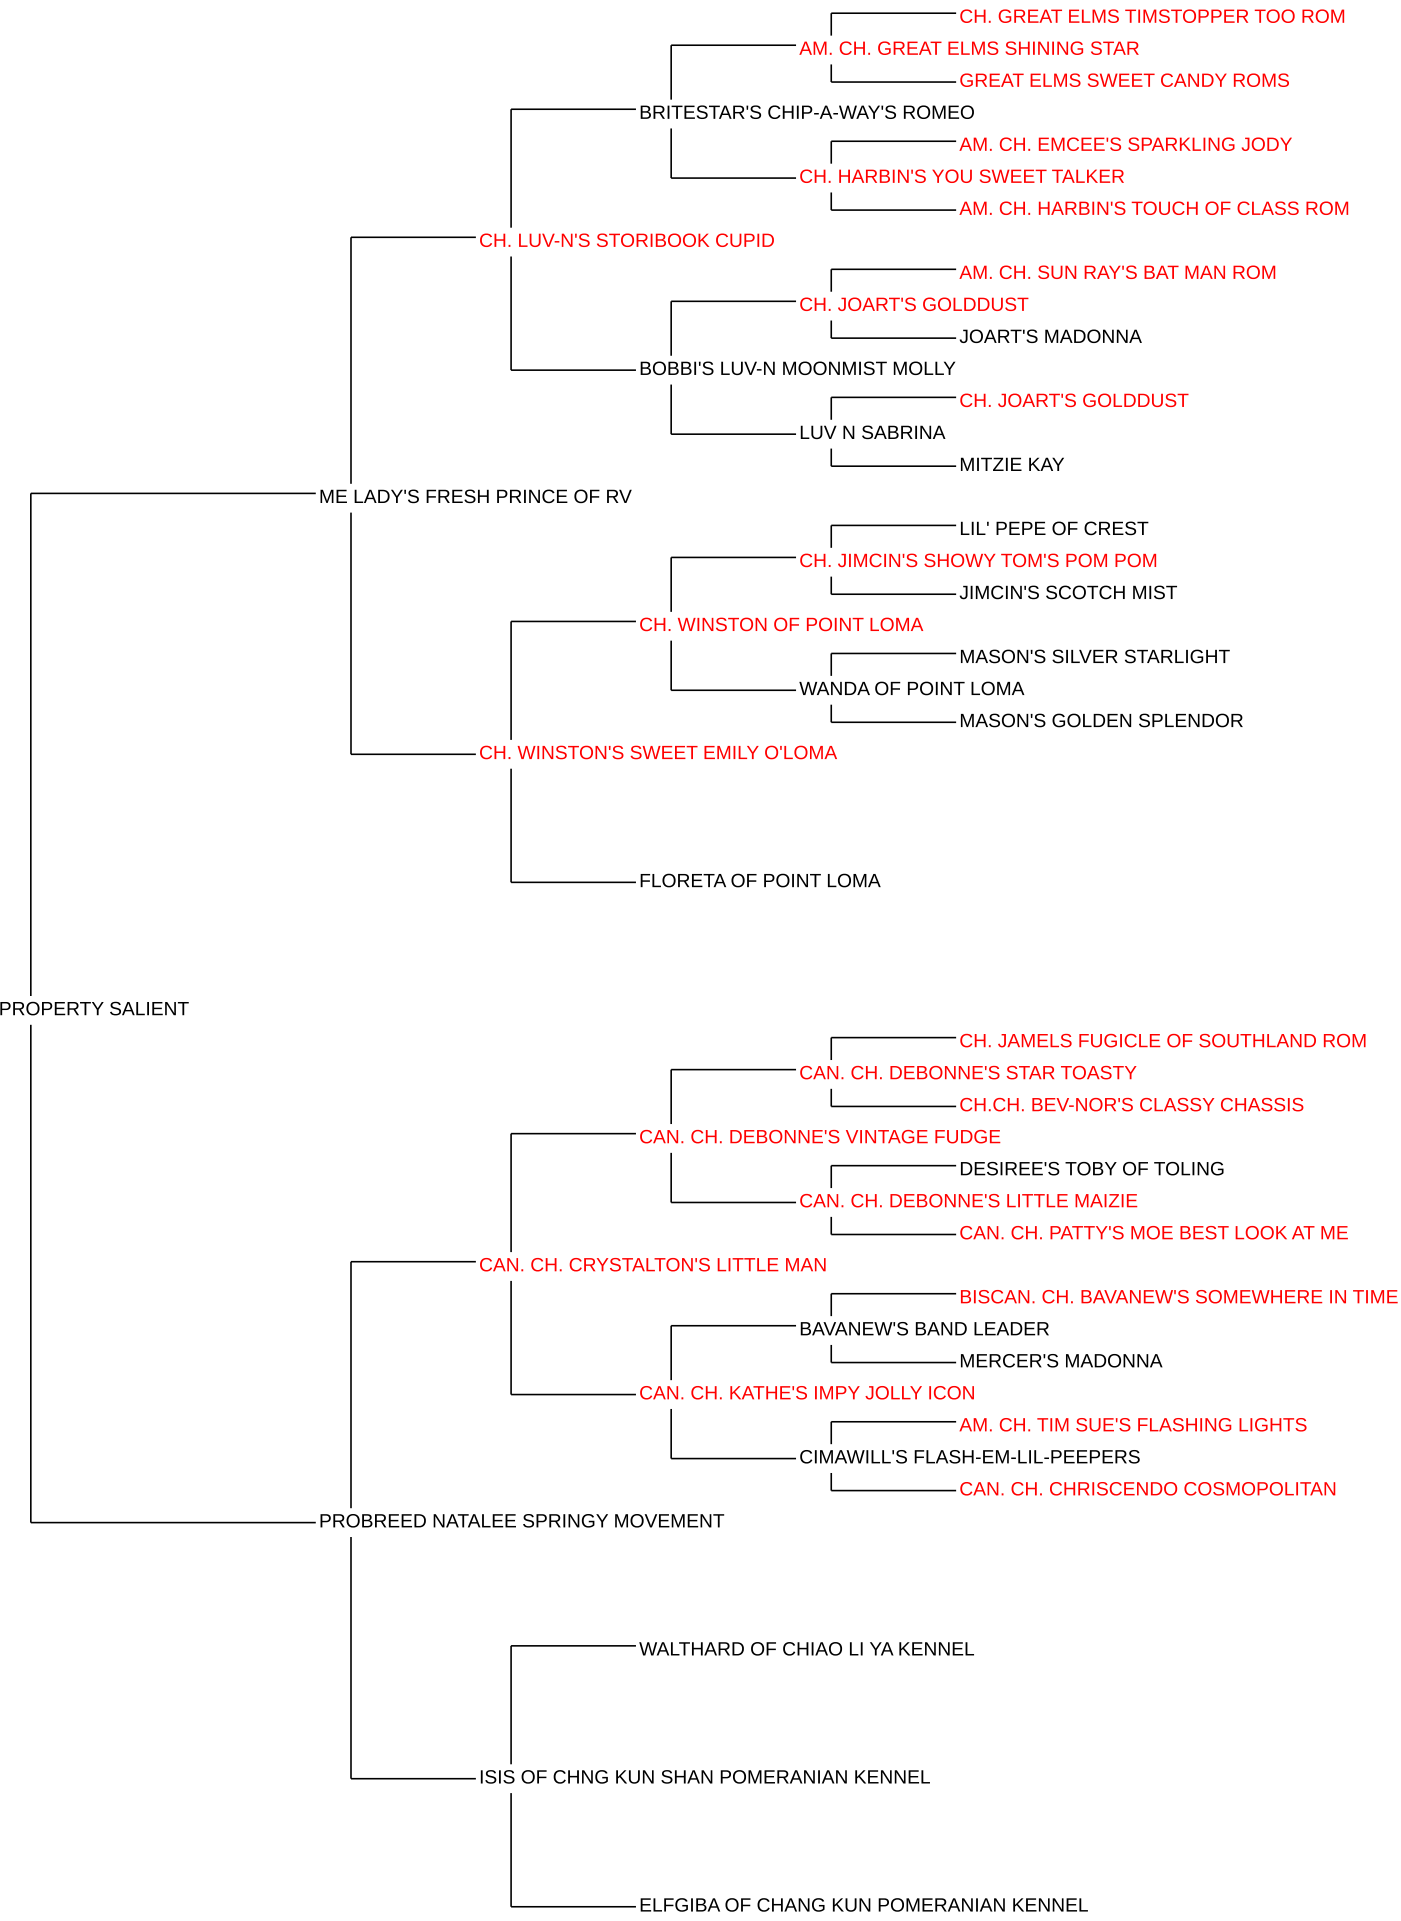 CH. GREAT ELMS TIMSTOPPER TOO ROM
AM. CH. GREAT ELMS SHINING STAR
GREAT ELMS SWEET CANDY ROMS
BRITESTAR'S CHIP-A-WAY'S ROMEO
AM. CH. EMCEE'S SPARKLING JODY
CH. HARBIN'S YOU SWEET TALKER
AM. CH. HARBIN'S TOUCH OF CLASS ROM
CH. LUV-N'S STORIBOOK CUPID
AM. CH. SUN RAY'S BAT MAN ROM
CH. JOART'S GOLDDUST
JOART'S MADONNA
BOBBI'S LUV-N MOONMIST MOLLY
CH. JOART'S GOLDDUST
LUV N SABRINA
MITZIE KAY
ME LADY'S FRESH PRINCE OF RV
LIL' PEPE OF CREST
CH. JIMCIN'S SHOWY TOM'S POM POM
JIMCIN'S SCOTCH MIST
CH. WINSTON OF POINT LOMA
MASON'S SILVER STARLIGHT
WANDA OF POINT LOMA
MASON'S GOLDEN SPLENDOR
CH. WINSTON'S SWEET EMILY O'LOMA
FLORETA OF POINT LOMA
PROPERTY SALIENT
CH. JAMELS FUGICLE OF SOUTHLAND ROM
CAN. CH. DEBONNE'S STAR TOASTY
CH.CH. BEV-NOR'S CLASSY CHASSIS
CAN. CH. DEBONNE'S VINTAGE FUDGE
DESIREE'S TOBY OF TOLING
CAN. CH. DEBONNE'S LITTLE MAIZIE
CAN. CH. PATTY'S MOE BEST LOOK AT ME
CAN. CH. CRYSTALTON'S LITTLE MAN
BISCAN. CH. BAVANEW'S SOMEWHERE IN TIME
BAVANEW'S BAND LEADER
MERCER'S MADONNA
CAN. CH. KATHE'S IMPY JOLLY ICON
AM. CH. TIM SUE'S FLASHING LIGHTS
CIMAWILL'S FLASH-EM-LIL-PEEPERS
CAN. CH. CHRISCENDO COSMOPOLITAN
PROBREED NATALEE SPRINGY MOVEMENT
WALTHARD OF CHIAO LI YA KENNEL
ISIS OF CHNG KUN SHAN POMERANIAN KENNEL
ELFGIBA OF CHANG KUN POMERANIAN KENNEL